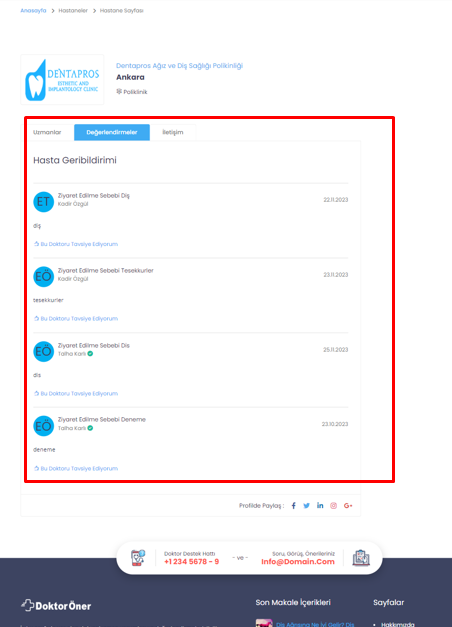 Anasayfa > Hastaneler > Hastane Sayfası
DENTAPROS
ESTHETIC AND
IMPLANTOLOGY CLINIC
Dentapros Ağız ve Diş Sağlığı Polikinliği
Ankara
Poliklinik
Uzmanlar Değerlendirmeler İletişim
Hasta Geribildirimi
ET Ziyaret Edilme Sebebi Diş 22.11.2023
Kadir Özgül
diş
Bu Doktoru Tavsiye Ediyorum
EÖ Ziyaret Edilme Sebebi Tesekkurler 23.11.2023
Kadir Özgül
tesekkurler
Bu Doktoru Tavsiye Ediyorum
EÖ Ziyaret Edilme Sebebi Dis 25.11.2023
Talha Karlı
dis
Bu Doktoru Tavsiye Ediyorum
EÖ Ziyaret Edilme Sebebi Deneme 23.10.2023
Talha Karlı
deneme
Bu Doktoru Tavsiye Ediyorum
Profilde Paylaş :
Doktor Destek Hattı
+1 234 5678 - 9
- ve -
Soru, Görüş, Önerileriniz
Info@Domain.Com
DoktorÖner
Son Makale İçerikleri
Sayfalar
Diş Ağrısına Ne İyi Gelir? Diş
Hakkımızda